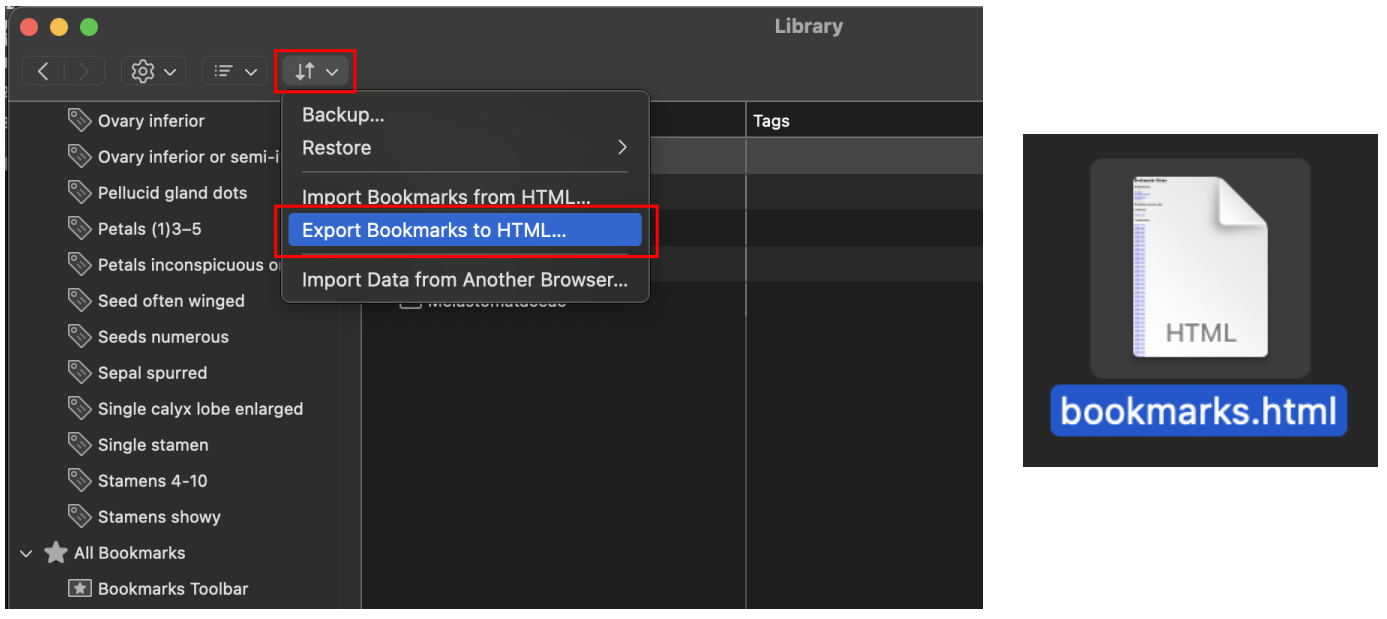 Library
Backup...
Restore
Import Bookmarks from HTML...
Export Bookmarks to HTML...
Import Data from Another Browser...
Tags
Ovary inferior
Ovary inferior or semi-i
Pellucid gland dots
Petals (1)3–5
Petals inconspicuous o
Seed often winged
Seeds numerous
Sepal spurred
Single calyx lobe enlarged
Single stamen
Stamens 4-10
Stamens showy
All Bookmarks
Bookmarks Toolbar
Melastomataceae
HTML
bookmarks.html